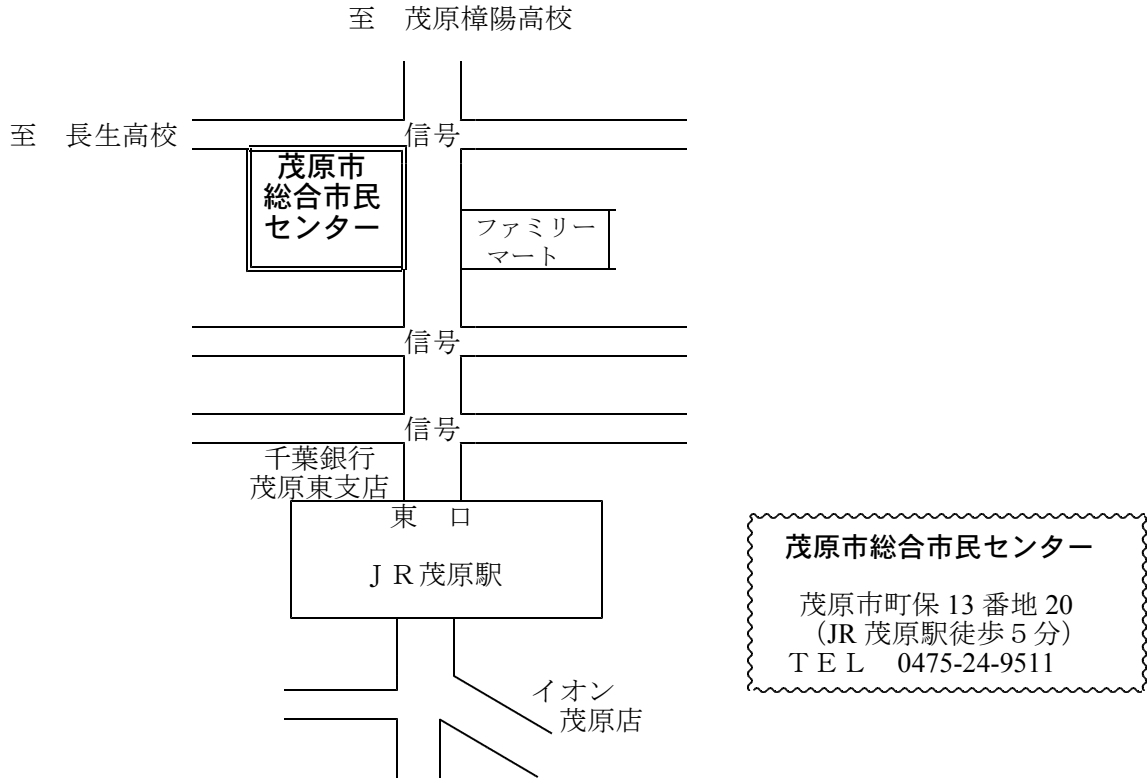 至　茂原樟陽高校
至　長生高校
信号
茂原市
総合市民
センター
ファミリー
マート
信号
信号
千葉銀行
茂原東支店
東　口
ＪＲ茂原駅
茂原市総合市民センター
茂原市町保 13 番地 20
（JR 茂原駅徒歩５分）
ＴＥＬ　0475-24-9511
イオン
茂原店